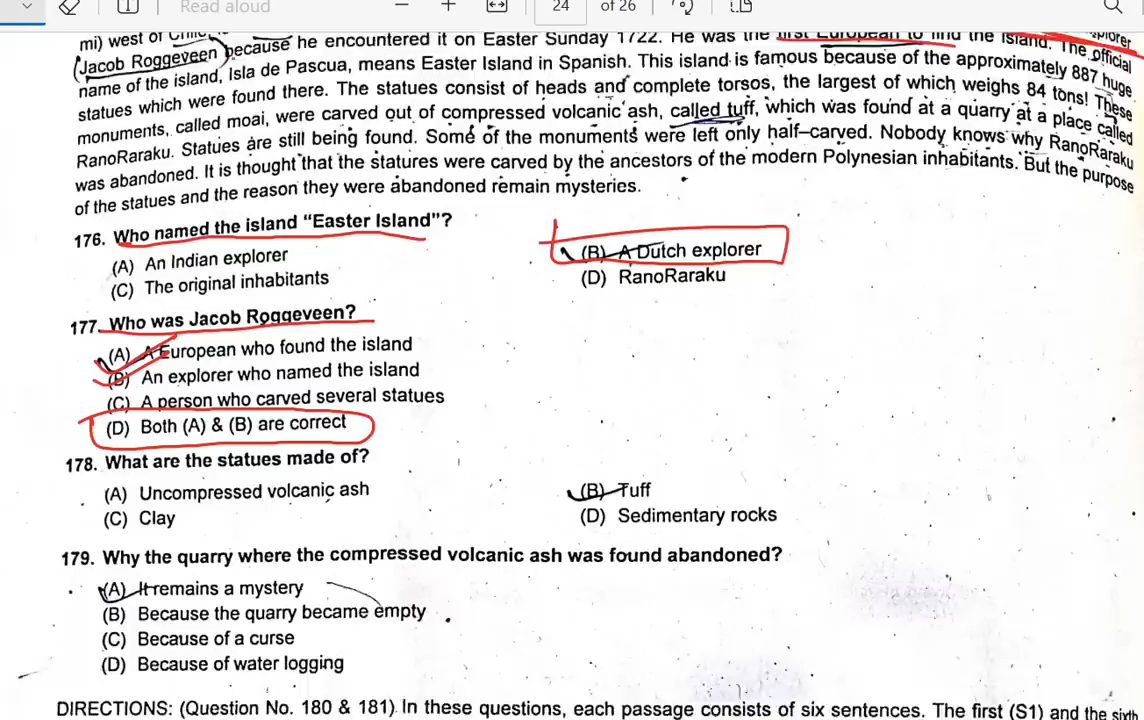 Read aloud
24 of 26
mi) west of because he encountered it on Easter Sunday 1722. He was the first European to find the island. The official
(Jacob Roggeveen)
name of the island, Isla de Pascua, means Easter Island in Spanish. This island is famous because of the approximately 887 huge
statues which were found there. The statues consist of heads and complete torsos, the largest of which weighs 84 tons! These
monuments, called moai, were carved out of compressed volcanic ash, called tuff, which was found at a quarry at a place called
RanoRaraku. Statues are still being found. Some of the monuments were left only half-carved. Nobody knows why RanoRaraku
was abandoned. It is thought that the statures were carved by the ancestors of the modern Polynesian inhabitants. But the purpose
of the statues and the reason they were abandoned remain mysteries.
176. Who named the island "Easter Island"?
(A) An Indian explorer (B) A Dutch explorer
(C) The original inhabitants (D) RanoRaraku
177. Who was Jacob Roggeveen?
(A) A European who found the island
(B) An explorer who named the island
(C) A person who carved several statues
(D) Both (A) & (B) are correct
178. What are the statues made of?
(A) Uncompressed volcanic ash (B) Tuff
(C) Clay (D) Sedimentary rocks
179. Why the quarry where the compressed volcanic ash was found abandoned?
(A) It remains a mystery
(B) Because the quarry became empty
(C) Because of a curse
(D) Because of water logging
DIRECTIONS: (Question No. 180 & 181) In these questions, each passage consists of six sentences. The first (S1) and the sixth